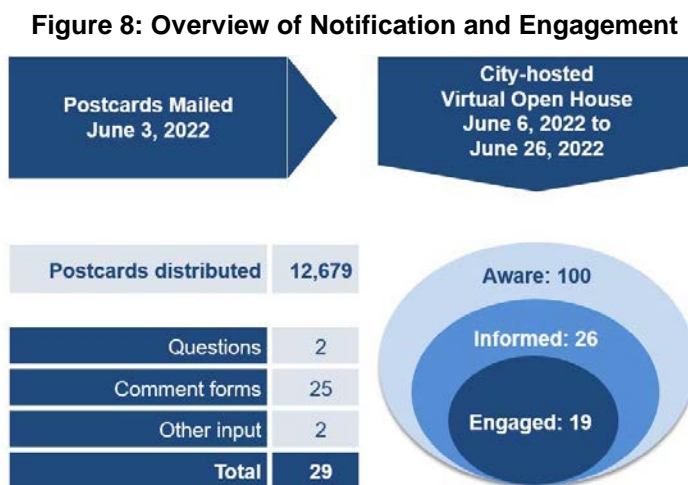 Figure 8: Overview of Notification and Engagement
Postcards Mailed
June 3, 2022
City-hosted
Virtual Open House
June 6, 2022 to
June 26, 2022
Postcards distributed 12,679
Questions 2
Comment forms 25
Other input 2
Total 29
Aware: 100
Informed: 26
Engaged: 19